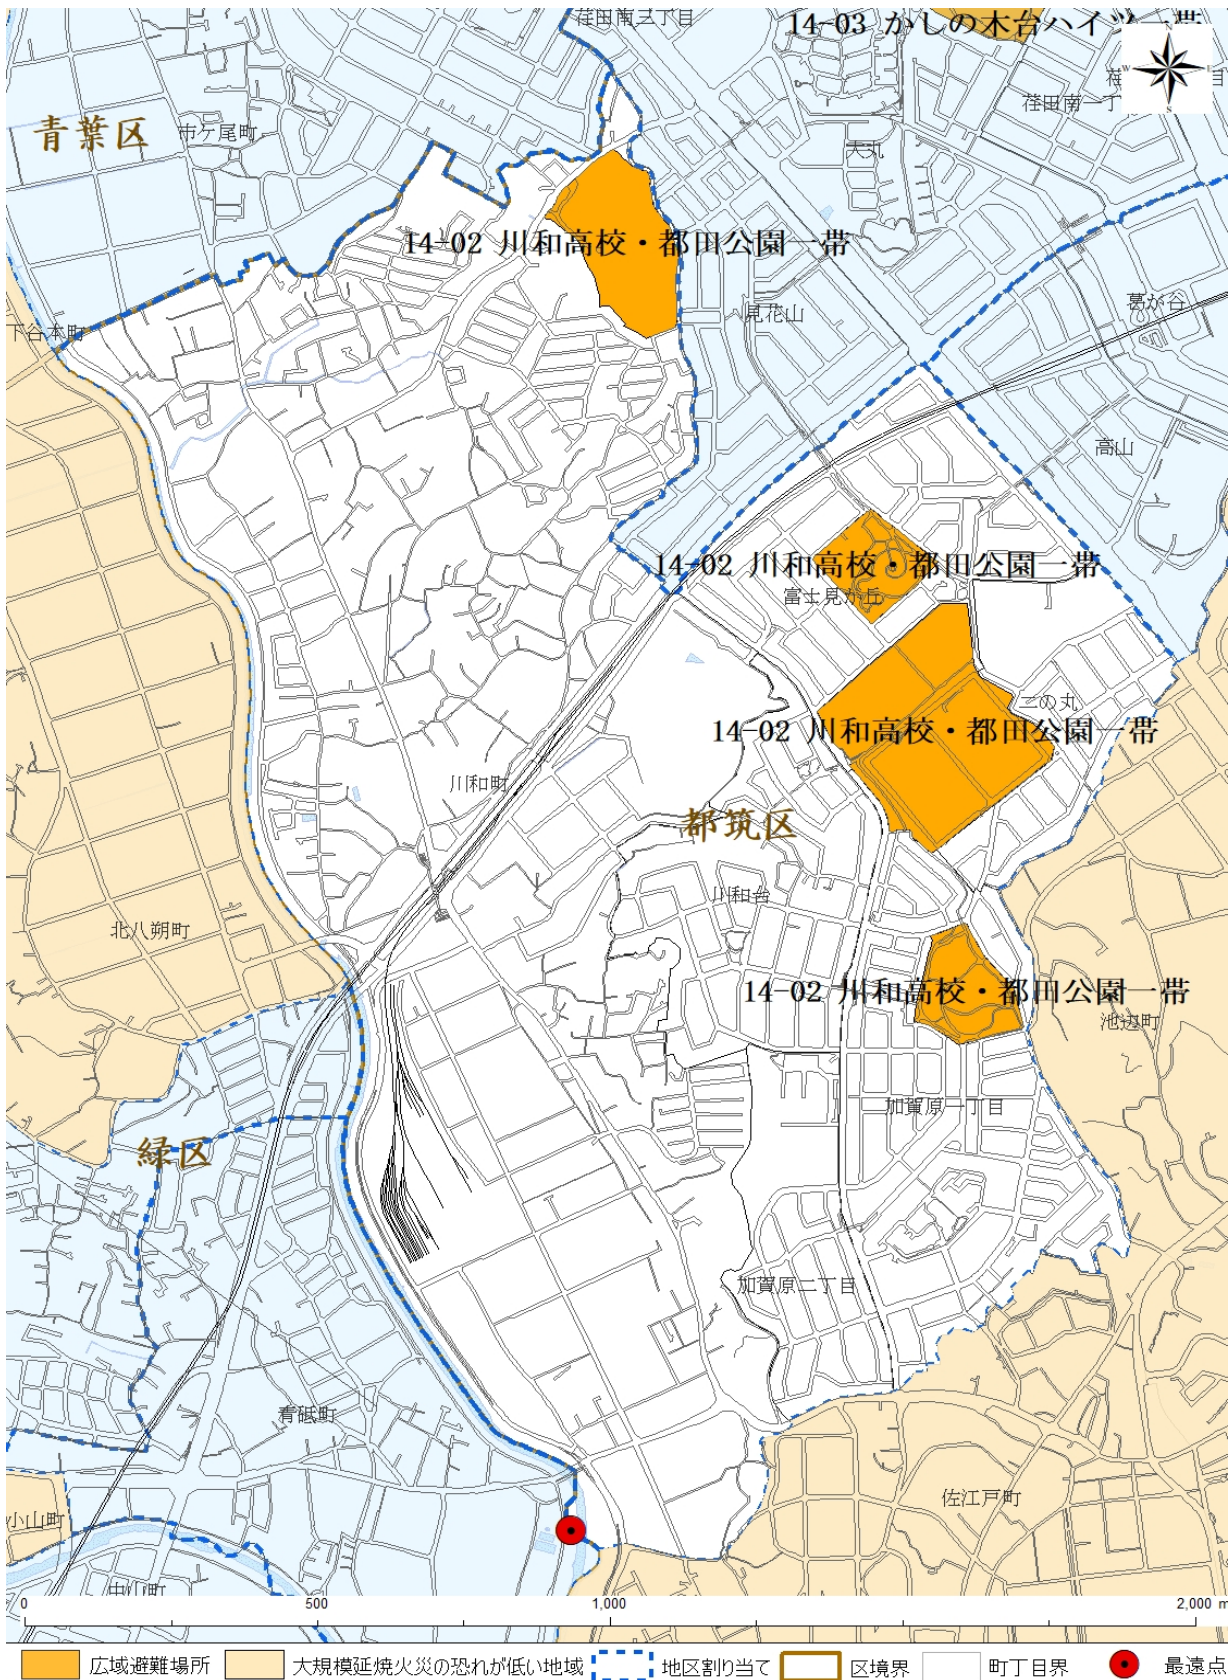 荏田南三丁目
14-03 かしの木台ハイツ一帯
N
W
E
S
荏田南一丁
青葉区
市ケ尾町
大丸
14-02 川和高校・都田公園一帯
葛が谷
見花山
下谷本町
高山
14-02 川和高校・都田公園一帯
富士見が丘
二の丸
14-02 川和高校・都田公園一帯
川和町
都筑区
川和台
北八朔町
14-02 川和高校・都田公園一帯
池辺町
加賀原一丁目
緑区
加賀原二丁目
青砥町
佐江戸町
小山町
中山町
0 500 1,000 2,000 m
広域避難場所 大規模延焼火災の恐れが低い地域 地区割り当て 区境界 町丁目界 最遠点